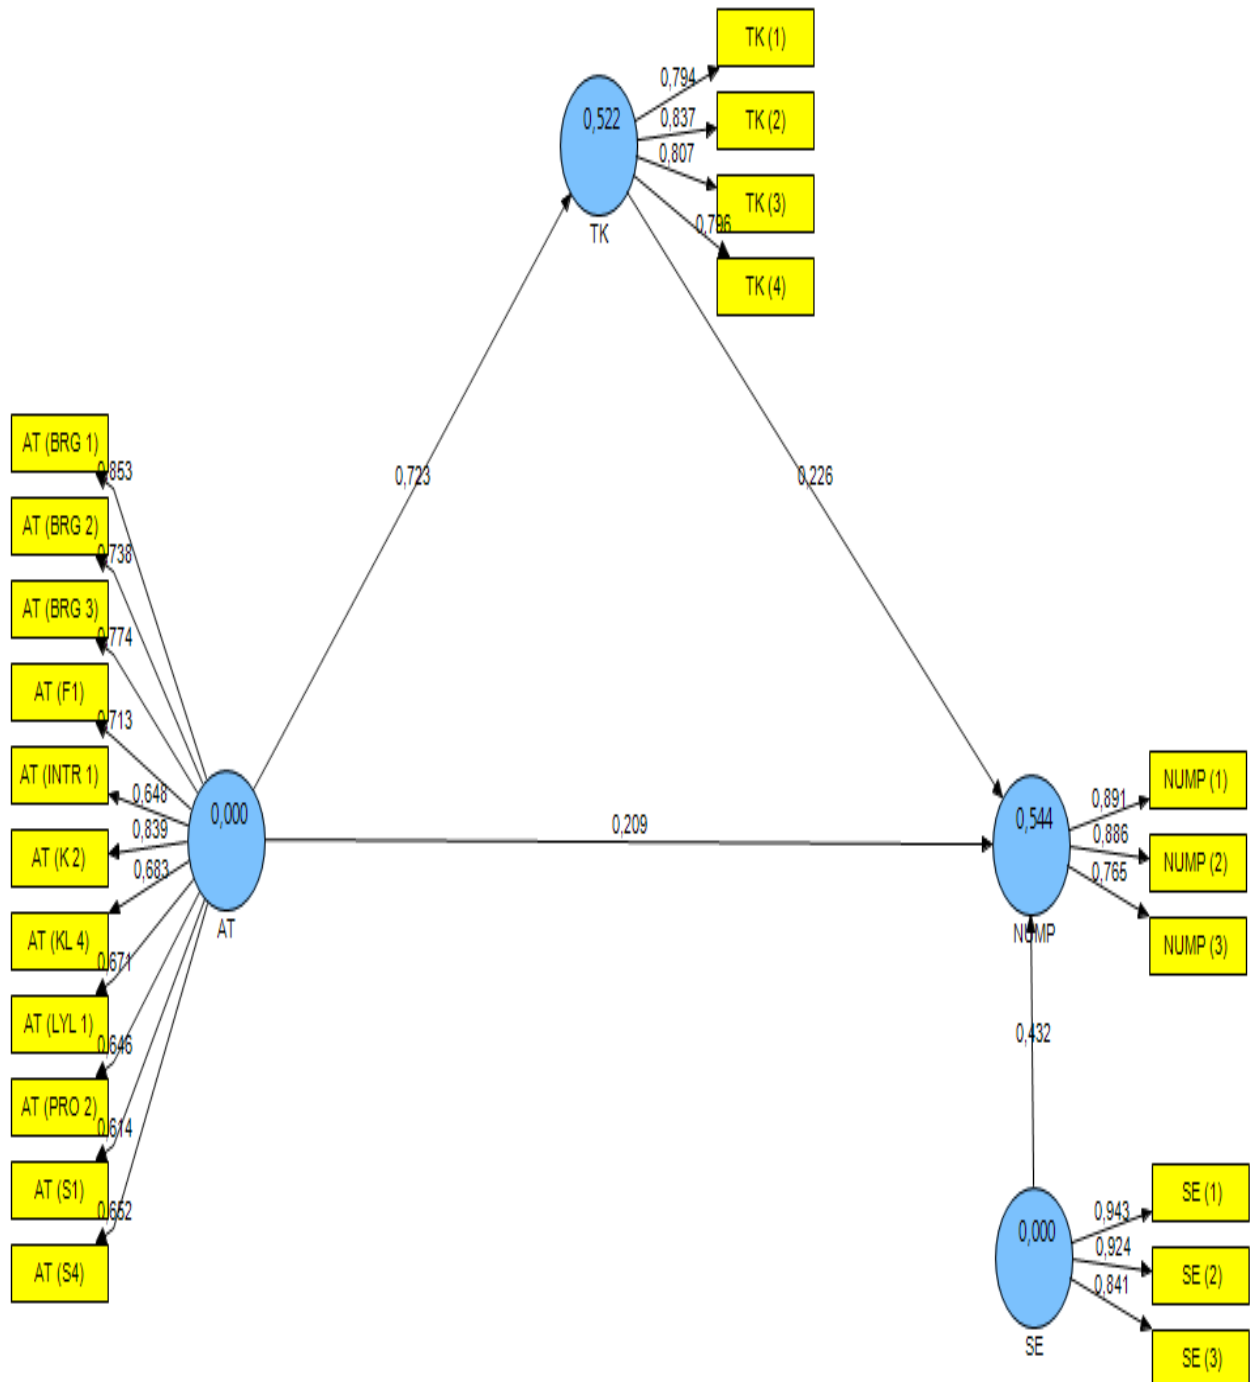 TK (1)
0,794
0,522
0,837
TK (2)
0,807
TK (3)
0,796
TK
TK (4)
AT (BRG 1)
0,853
0,723
0,226
AT (BRG 2)
0,738
AT (BRG 3)
0,774
AT (F1)
0,713
AT (INTR 1)
0,648
0,839
AT (K 2)
0,683
0,000
AT
AT (KL 4)
0,671
AT (LYL 1)
0,646
AT (PRO 2)
0,614
AT (S1)
0,652
AT (S4)
0,209
0,544
NUMP
0,891
NUMP (1)
0,886
NUMP (2)
0,765
NUMP (3)
0,432
0,000
SE
0,943
SE (1)
0,924
SE (2)
0,841
SE (3)